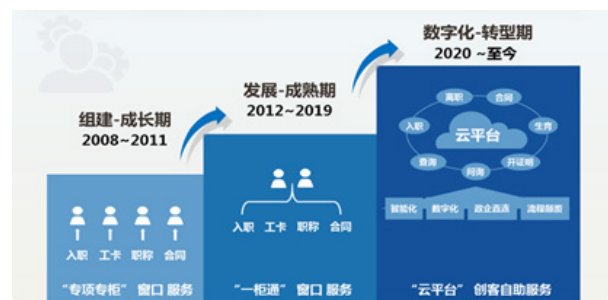 数字化-转型期
2020 ~至今
发展-成熟期
2012~2019
组建-成长期
2008~2011
离职 合同
入职 生育
云平台
查询 开证明
问询
智能化 数字化 政企直连
入职 工卡 职称 合同
入职 工卡 职称 合同
“专项专柜” 窗口 服务
“一柜通” 窗口 服务
“云平台” 创客自助服务